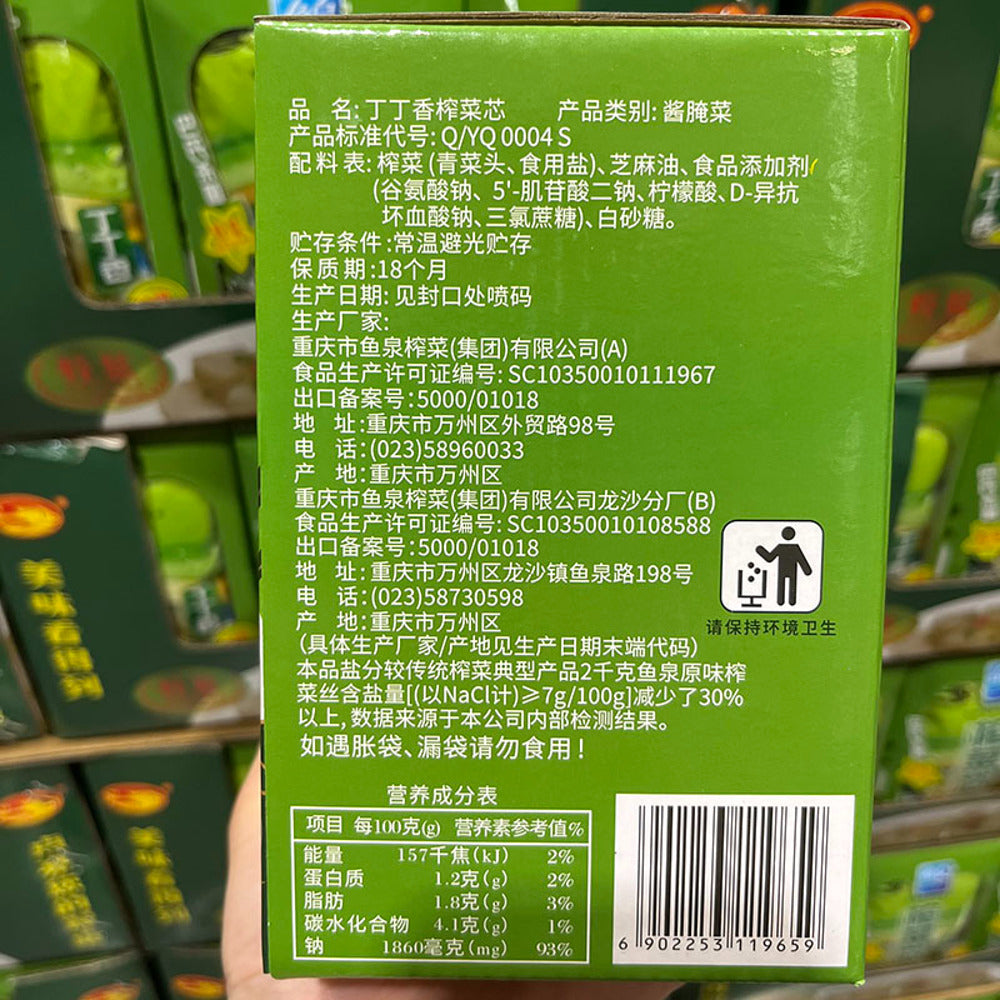 品 名: 丁丁香榨菜芯 产品类别: 酱腌菜
产品标准代号: Q/YQ 0004 S
配料表: 榨菜 (青菜头、食用盐)、芝麻油、食品添加剂
(谷氨酸钠、5'-肌苷酸二钠、柠檬酸、D-异抗
坏血酸钠、三氯蔗糖)、白砂糖。
贮存条件:常温避光贮存
保质期:18个月
生产日期: 见封口处喷码
生产厂家:
重庆市鱼泉榨菜(集团)有限公司(A)
食品生产许可证编号: SC10350010111967
出口备案号:5000/01018
地 址:重庆市万州区外贸路98号
电 话:(023)58960033
产 地:重庆市万州区
重庆市鱼泉榨菜(集团)有限公司龙沙分厂(B)
食品生产许可证编号: SC10350010108588
出口备案号:5000/01018
地 址:重庆市万州区龙沙镇鱼泉路198号
电 话:(023)58730598
产 地:重庆市万州区
(具体生产厂家/产地见生产日期末端代码)
本品盐分较传统榨菜典型产品2千克鱼泉原味榨
菜丝含盐量[(以NaCl计)≥7g/100g]减少了30%
以上, 数据来源于本公司内部检测结果。
如遇胀袋、漏袋请勿食用!
请保持环境卫生
营养成分表
项目 每100克(g) 营养素参考值%
能量 157千焦(kJ) 2%
蛋白质 1.2克(g) 2%
脂肪 1.8克(g) 3%
碳水化合物 4.1克(g) 1%
钠 1860毫克(mg) 93%
6 902253 119659
美味看得到